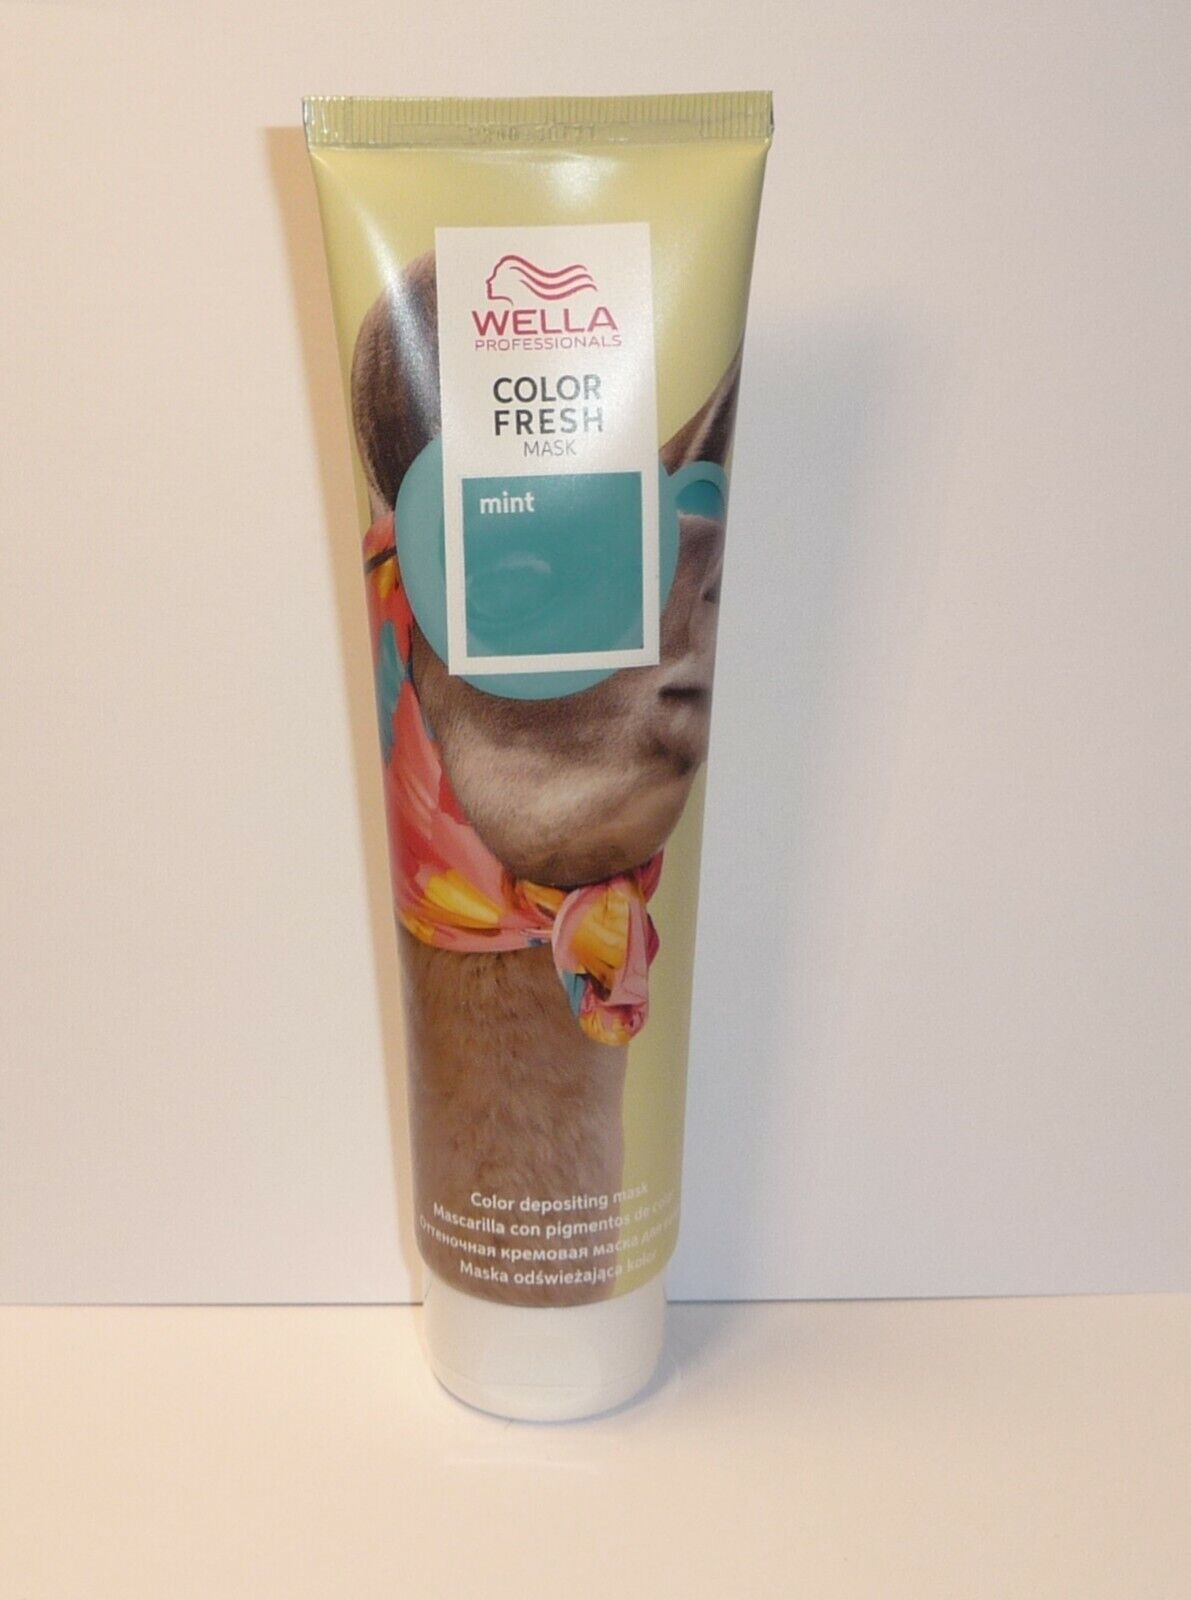 WELLA
PROFESSIONALS
COLOR
FRESH
MASK
mint
Color depositing mask
Mascarilla con pigmentos de color
Оттеночная кремовая маска для
Maska odświeżająca kolor